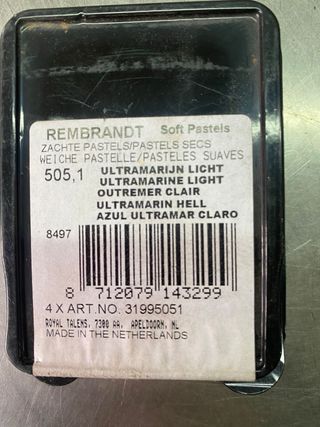 REMBRANDT Soft Pastels
ZACHTE PASTELS/PASTELS SECS
WEICHE PASTELLE/PASTELES SUAVES
505,1 ULTRAMARIJN LICHT
ULTRAMARINE LIGHT
OUTREMER CLAIR
ULTRAMARIN HELL
AZUL ULTRAMAR CLARO
8497
8 712079 143299
4 X ART.NO. 31995051
ROYAL TALENS, 7300 AA. APELDOORN, NL
MADE IN THE NETHERLANDS